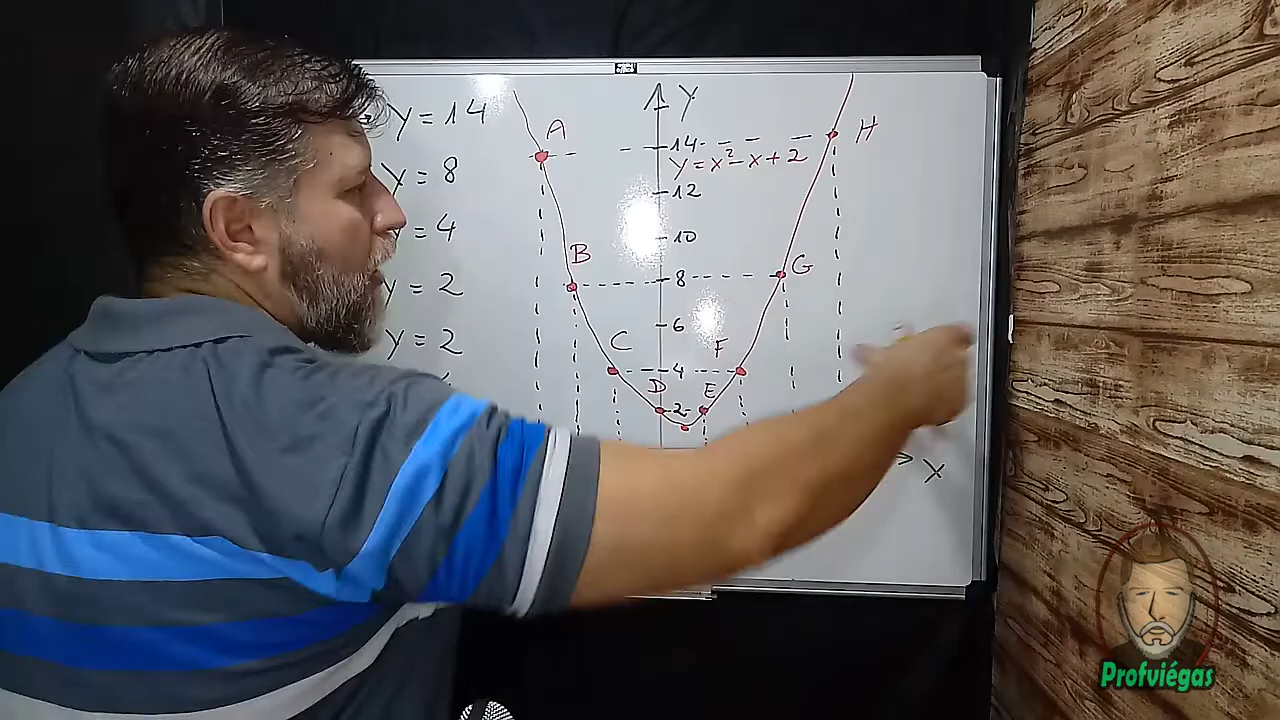 Y = 14
Y = 8
= 4
Y = 2
Y = 2
Y
14
Y = x² - x + 2
12
10
8
6
4
2
A
B
C
D
E
F
G
H
X
Profviégas